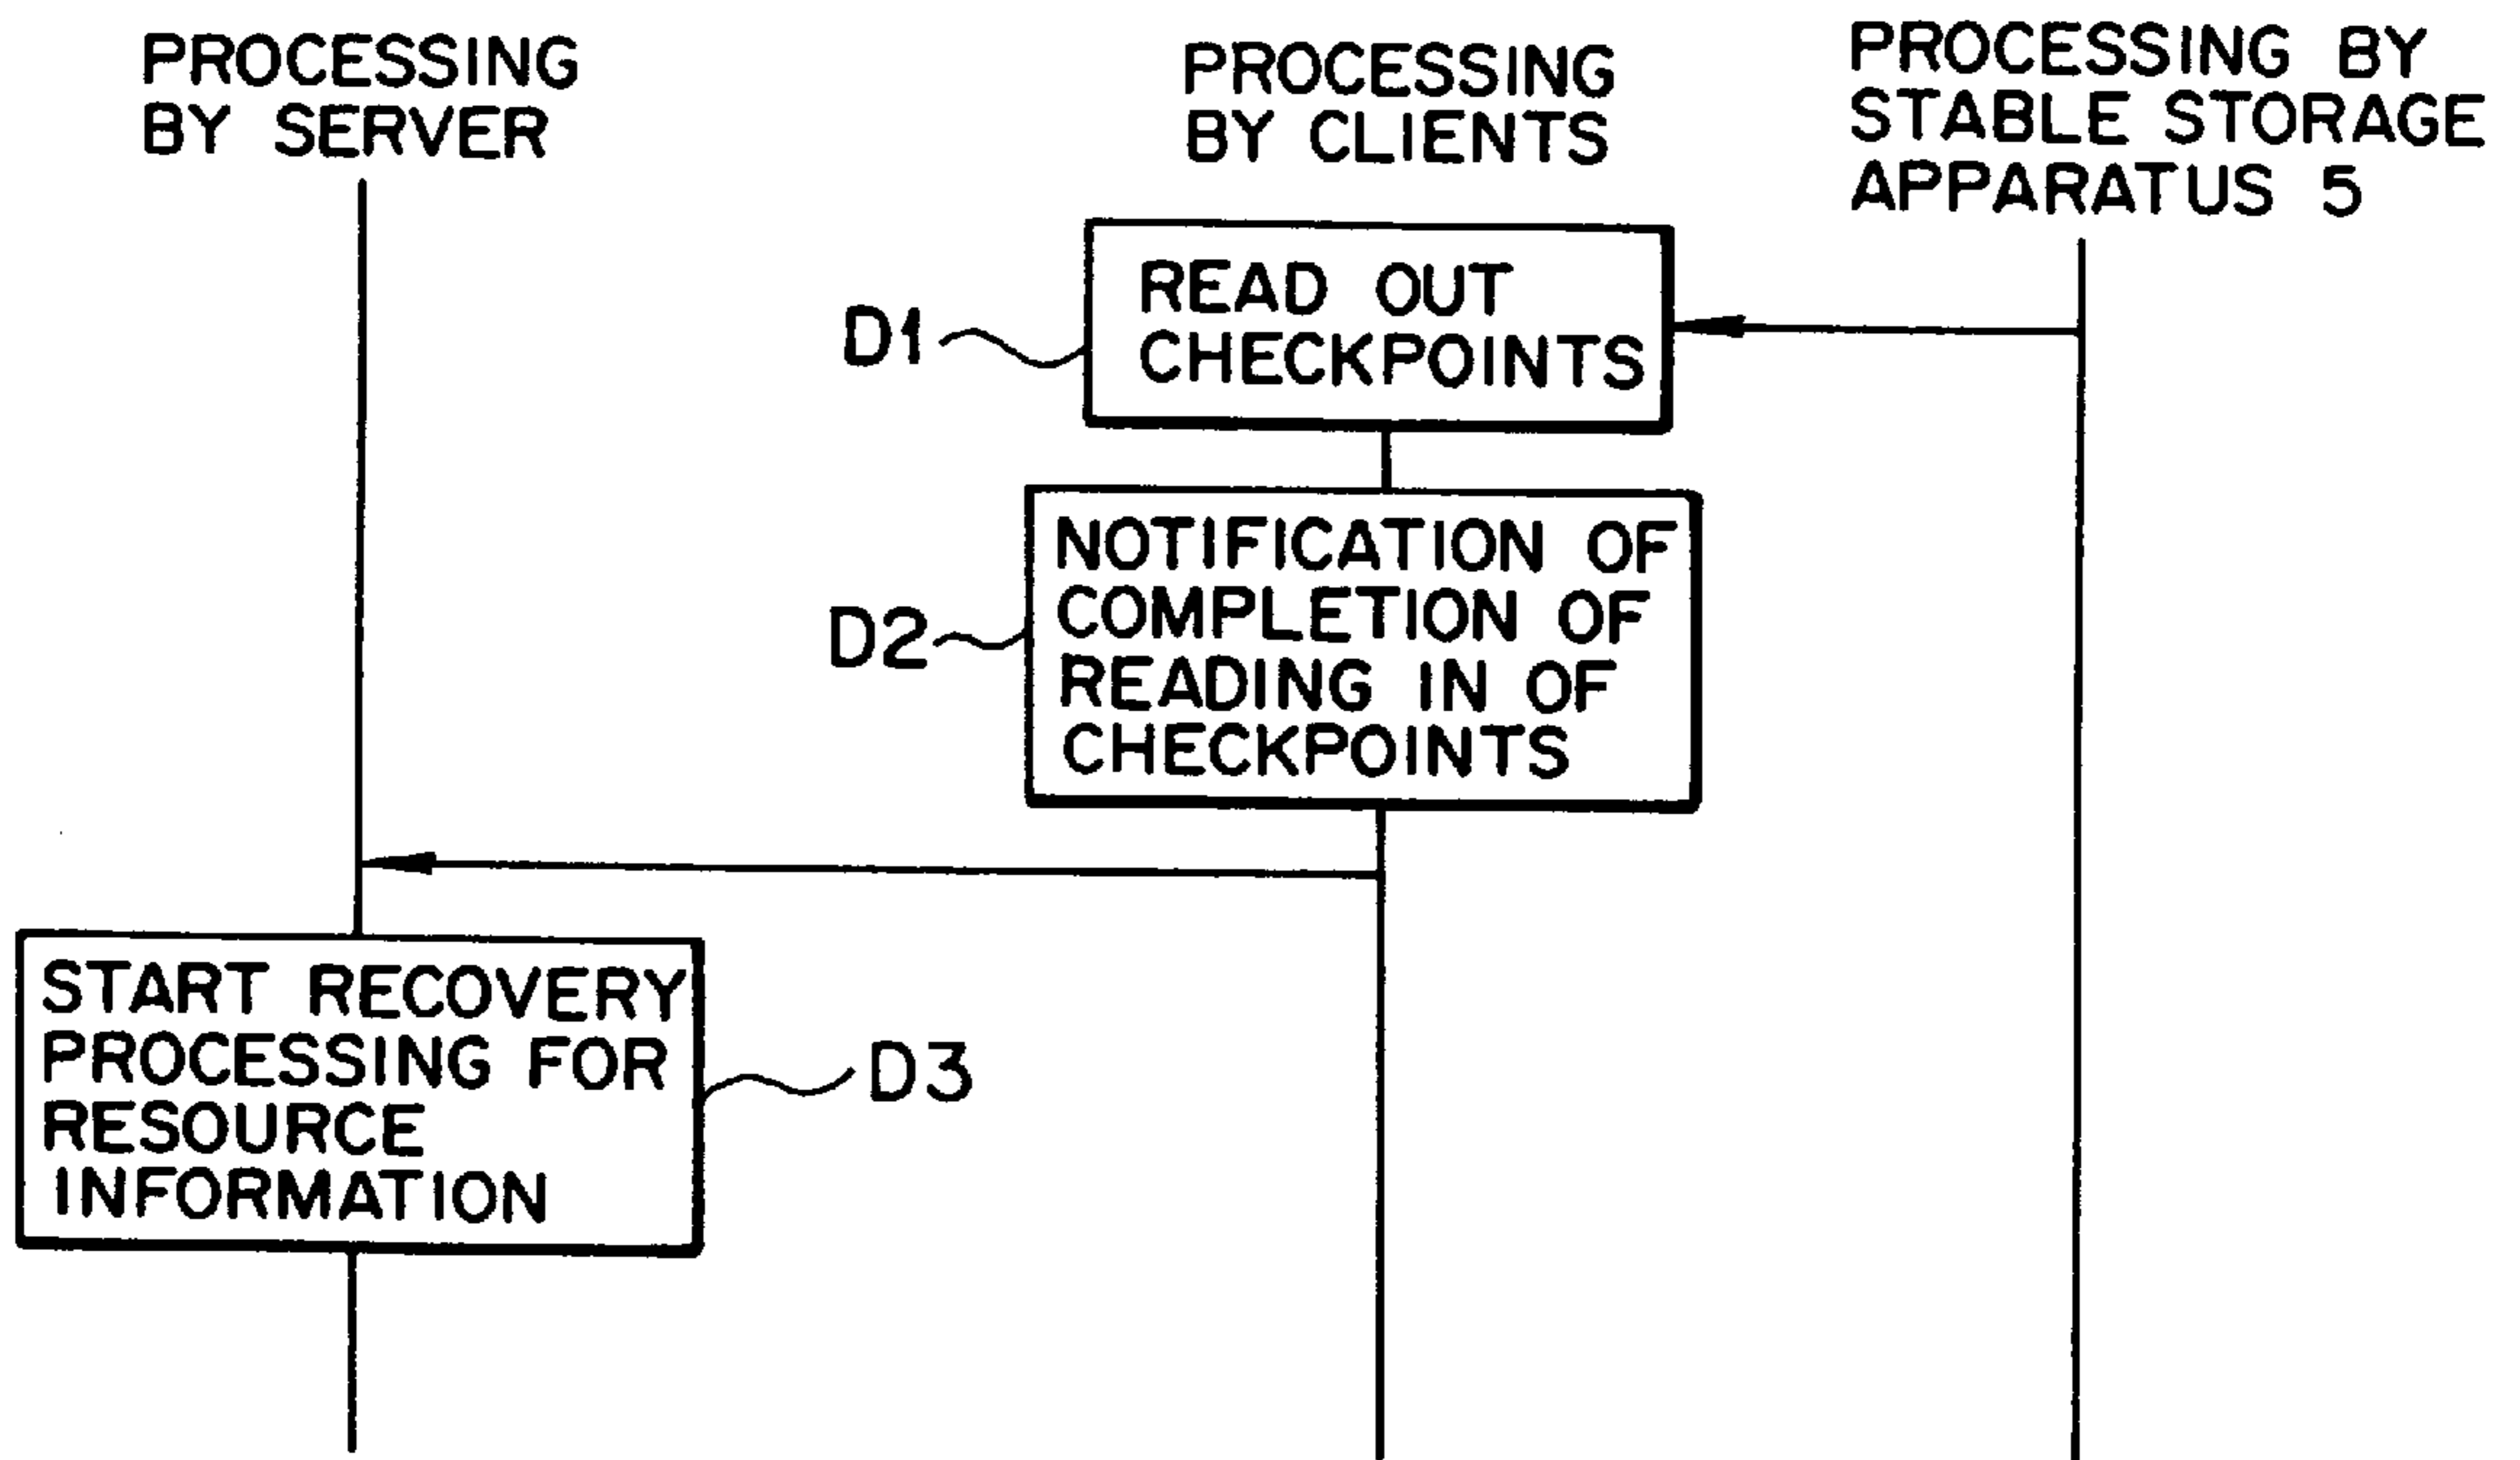 PROCESSING
BY SERVER
PROCESSING
BY CLIENTS
PROCESSING BY
STABLE STORAGE
APPARATUS 5
D1
READ OUT
CHECKPOINTS
D2
NOTIFICATION OF
COMPLETION OF
READING IN OF
CHECKPOINTS
START RECOVERY
PROCESSING FOR
RESOURCE
INFORMATION
D3